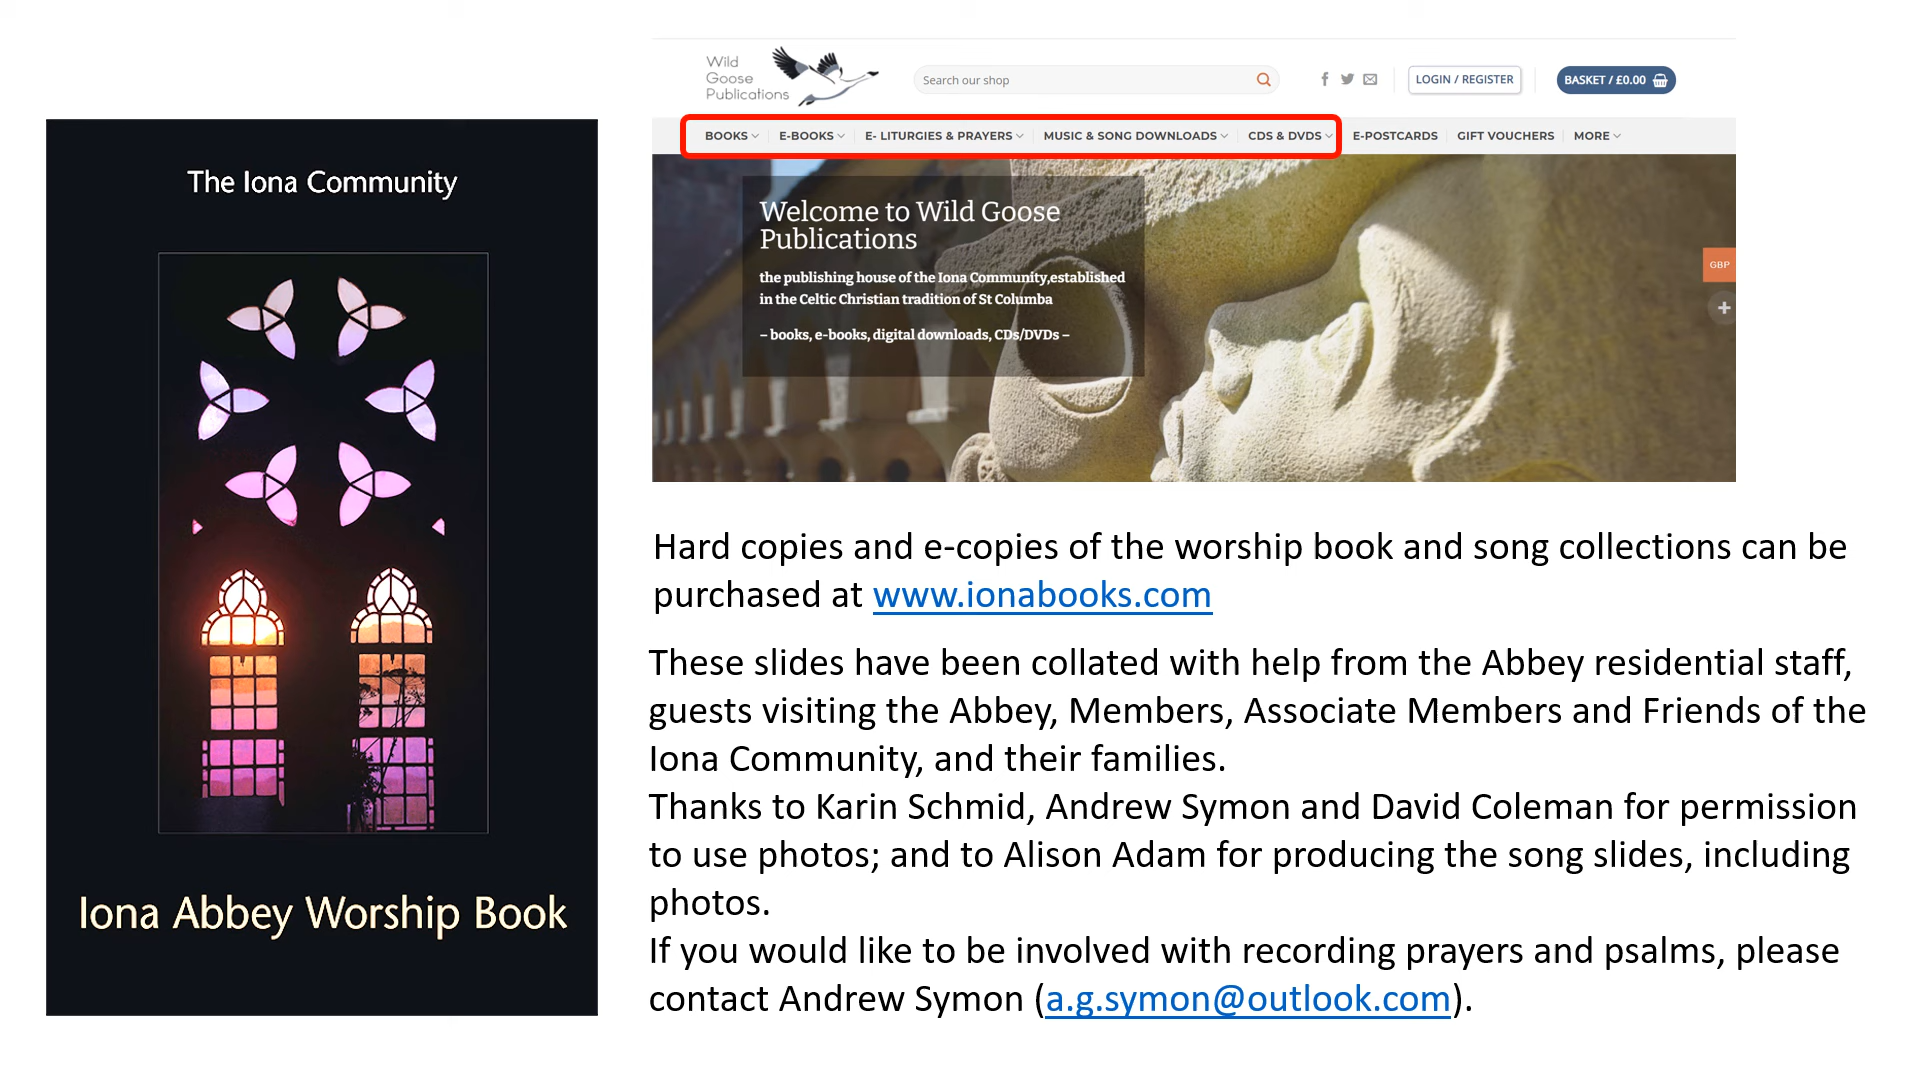 The Iona Community
Iona Abbey Worship Book
Wild
Goose
Publications
Search our shop
LOGIN / REGISTER
BASKET / £0.00
BOOKS E-BOOKS E- LITURGIES & PRAYERS MUSIC & SONG DOWNLOADS CDS & DVDS E-POSTCARDS GIFT VOUCHERS MORE
Welcome to Wild Goose
Publications
the publishing house of the Iona Community,established
in the Celtic Christian tradition of St Columba
– books, e-books, digital downloads, CDs/DVDs –
GBP
Hard copies and e-copies of the worship book and song collections can be
purchased at www.ionabooks.com
These slides have been collated with help from the Abbey residential staff,
guests visiting the Abbey, Members, Associate Members and Friends of the
Iona Community, and their families.
Thanks to Karin Schmid, Andrew Symon and David Coleman for permission
to use photos; and to Alison Adam for producing the song slides, including
photos.
If you would like to be involved with recording prayers and psalms, please
contact Andrew Symon (a.g.symon@outlook.com).